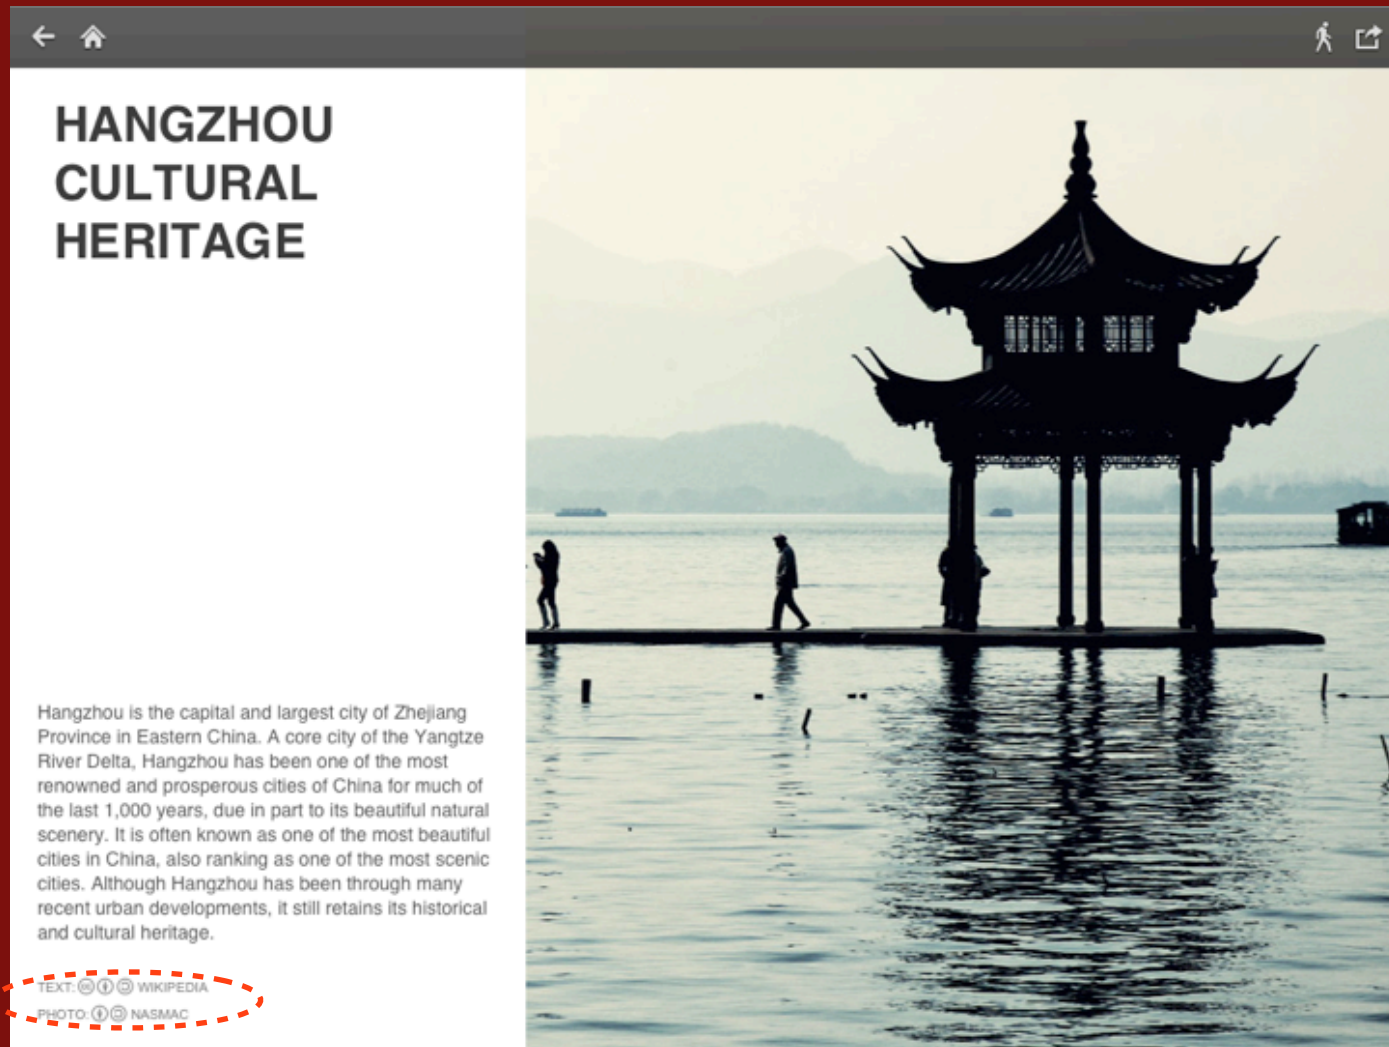 HANGZHOU
CULTURAL
HERITAGE
Hangzhou is the capital and largest city of Zhejiang
Province in Eastern China. A core city of the Yangtze
River Delta, Hangzhou has been one of the most
renowned and prosperous cities of China for much of
the last 1,000 years, due in part to its beautiful natural
scenery. It is often known as one of the most beautiful
cities in China, also ranking as one of the most scenic
cities. Although Hangzhou has been through many
recent urban developments, it still retains its historical
and cultural heritage.
TEXT: WIKIPEDIA
PHOTO: NASMAC